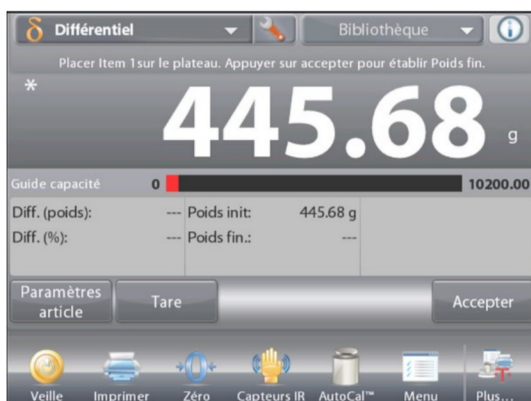 δ Différentiel Bibliothèque
Placer Item 1sur le plateau. Appuyer sur accepter pour établir Poids fin.
* 445.68 g
Guide capacité 0 10200.00
Diff. (poids): --- Poids init: 445.68 g
Diff. (%): --- Poids fin.: ---
Paramètres article Tare Accepter
Veille Imprimer Zéro Capteurs IR AutoCal™ Menu Plus...